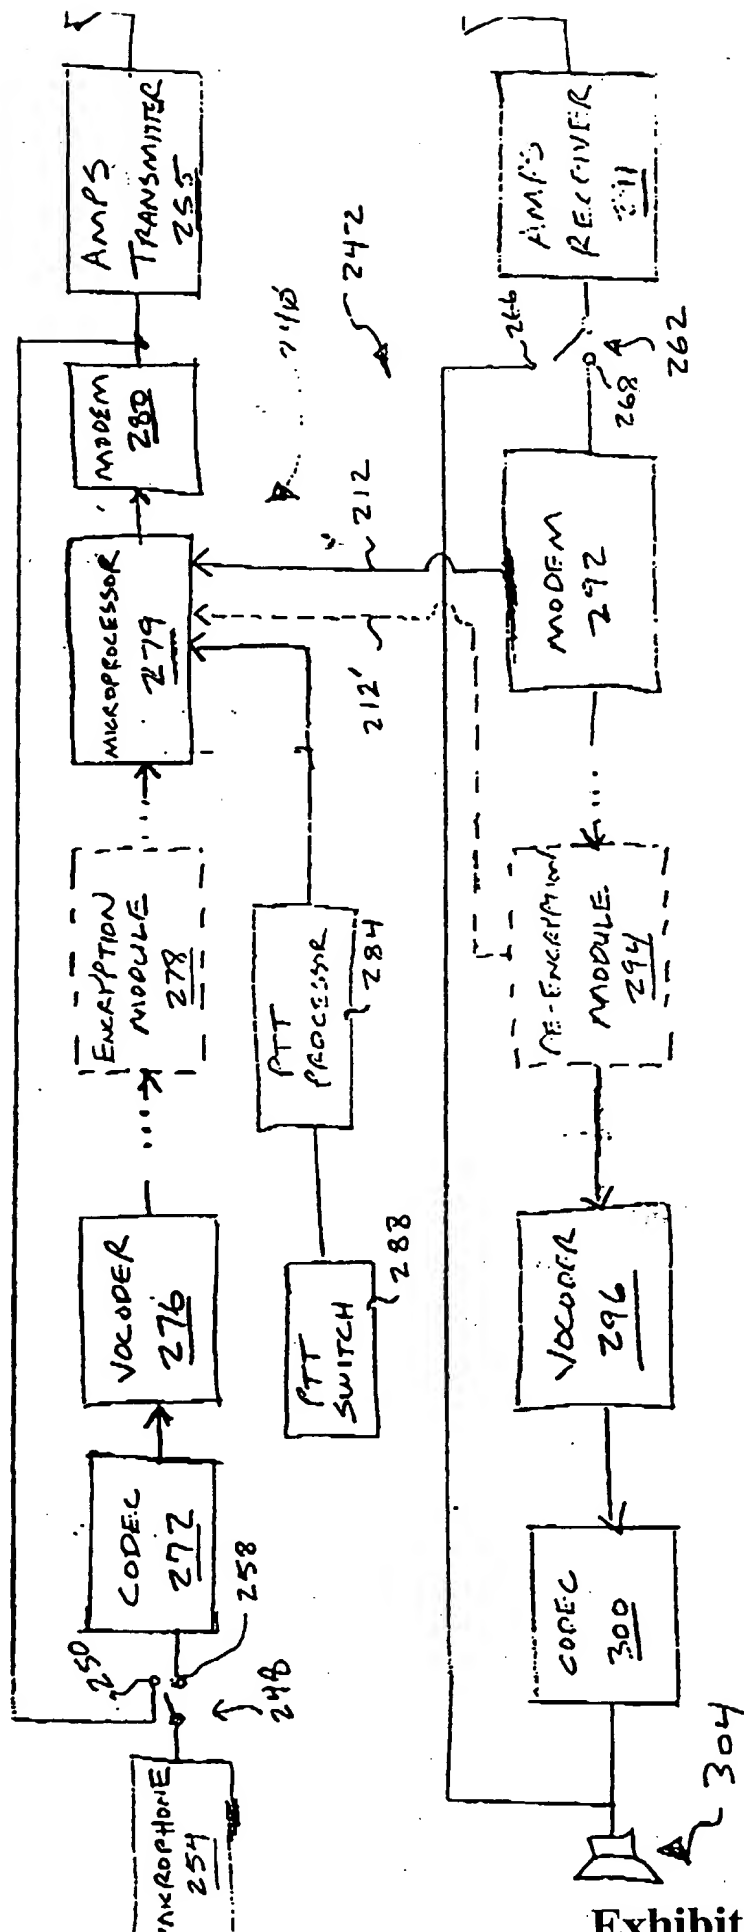 MICROPHONE
254
250
248
258
CODEC
272
VOCODER
276
ENCRYPTION
MODULE
278
MICROPROCESSOR
279
MODEM
280
AMPS
TRANSMITTER
255
PTT
SWITCH
288
PTT
PROCESSOR
284
212'
212
242
304
CODEC
300
VOCODER
296
DE-ENCRYPTION
MODULE
294
MODEM
292
266
268
262
AMPS
RECEIVER
Exhibit